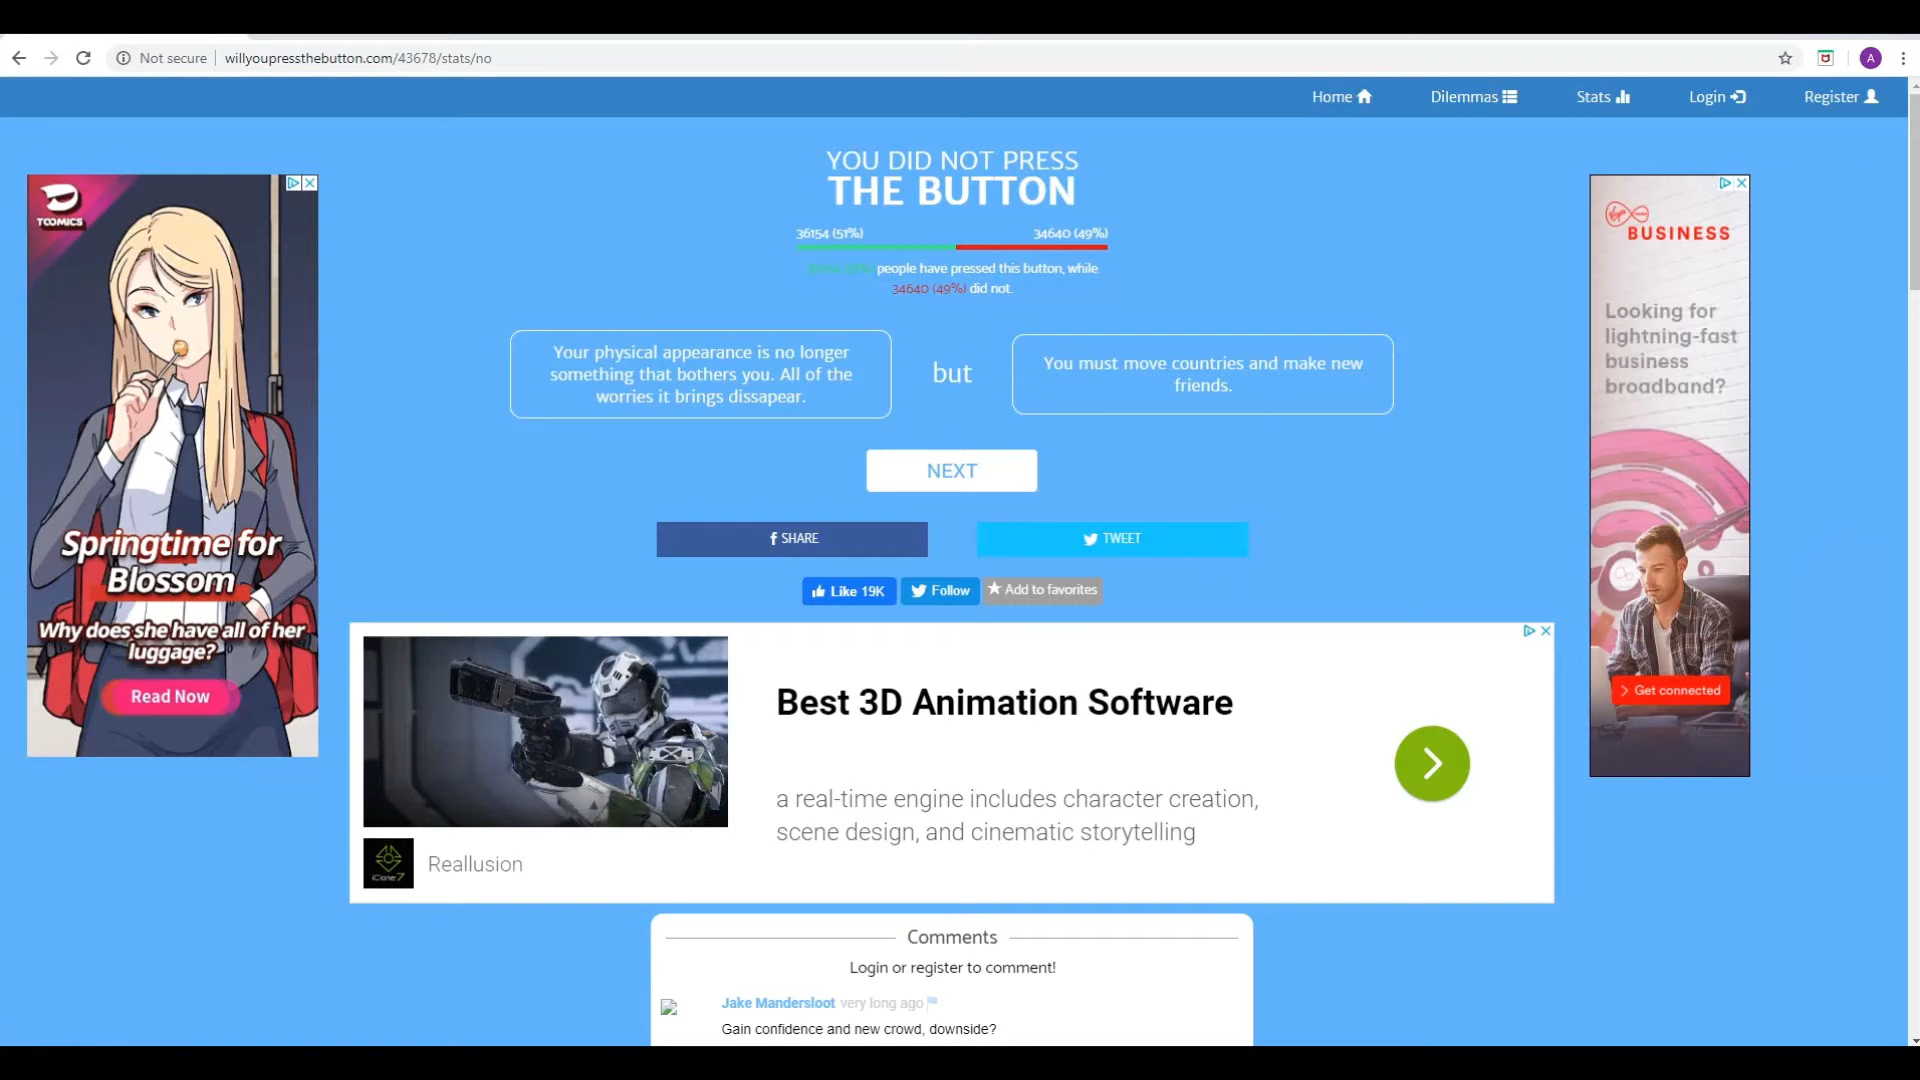 Not secure
willyoupressthebutton.com/43678/stats/no
A
Home
Dilemmas
Stats
Login
Register
YOU DID NOT PRESS
THE BUTTON
36154 (51%)
34640 (49%)
people have pressed this button, while
34640 (49%) did not.
Your physical appearance is no longer
something that bothers you. All of the
worries it brings dissapear.
but
You must move countries and make new
friends.
NEXT
SHARE
TWEET
Like 19K
Follow
Add to favorites
TOOMICS
Springtime for
Blossom
Why does she have all of her
luggage?
Read Now
BUSINESS
Looking for
lightning-fast
business
broadband?
Get connected
Best 3D Animation Software
a real-time engine includes character creation,
scene design, and cinematic storytelling
iClone7
Reallusion
Comments
Login or register to comment!
Jake Mandersloot very long ago
Gain confidence and new crowd, downside?